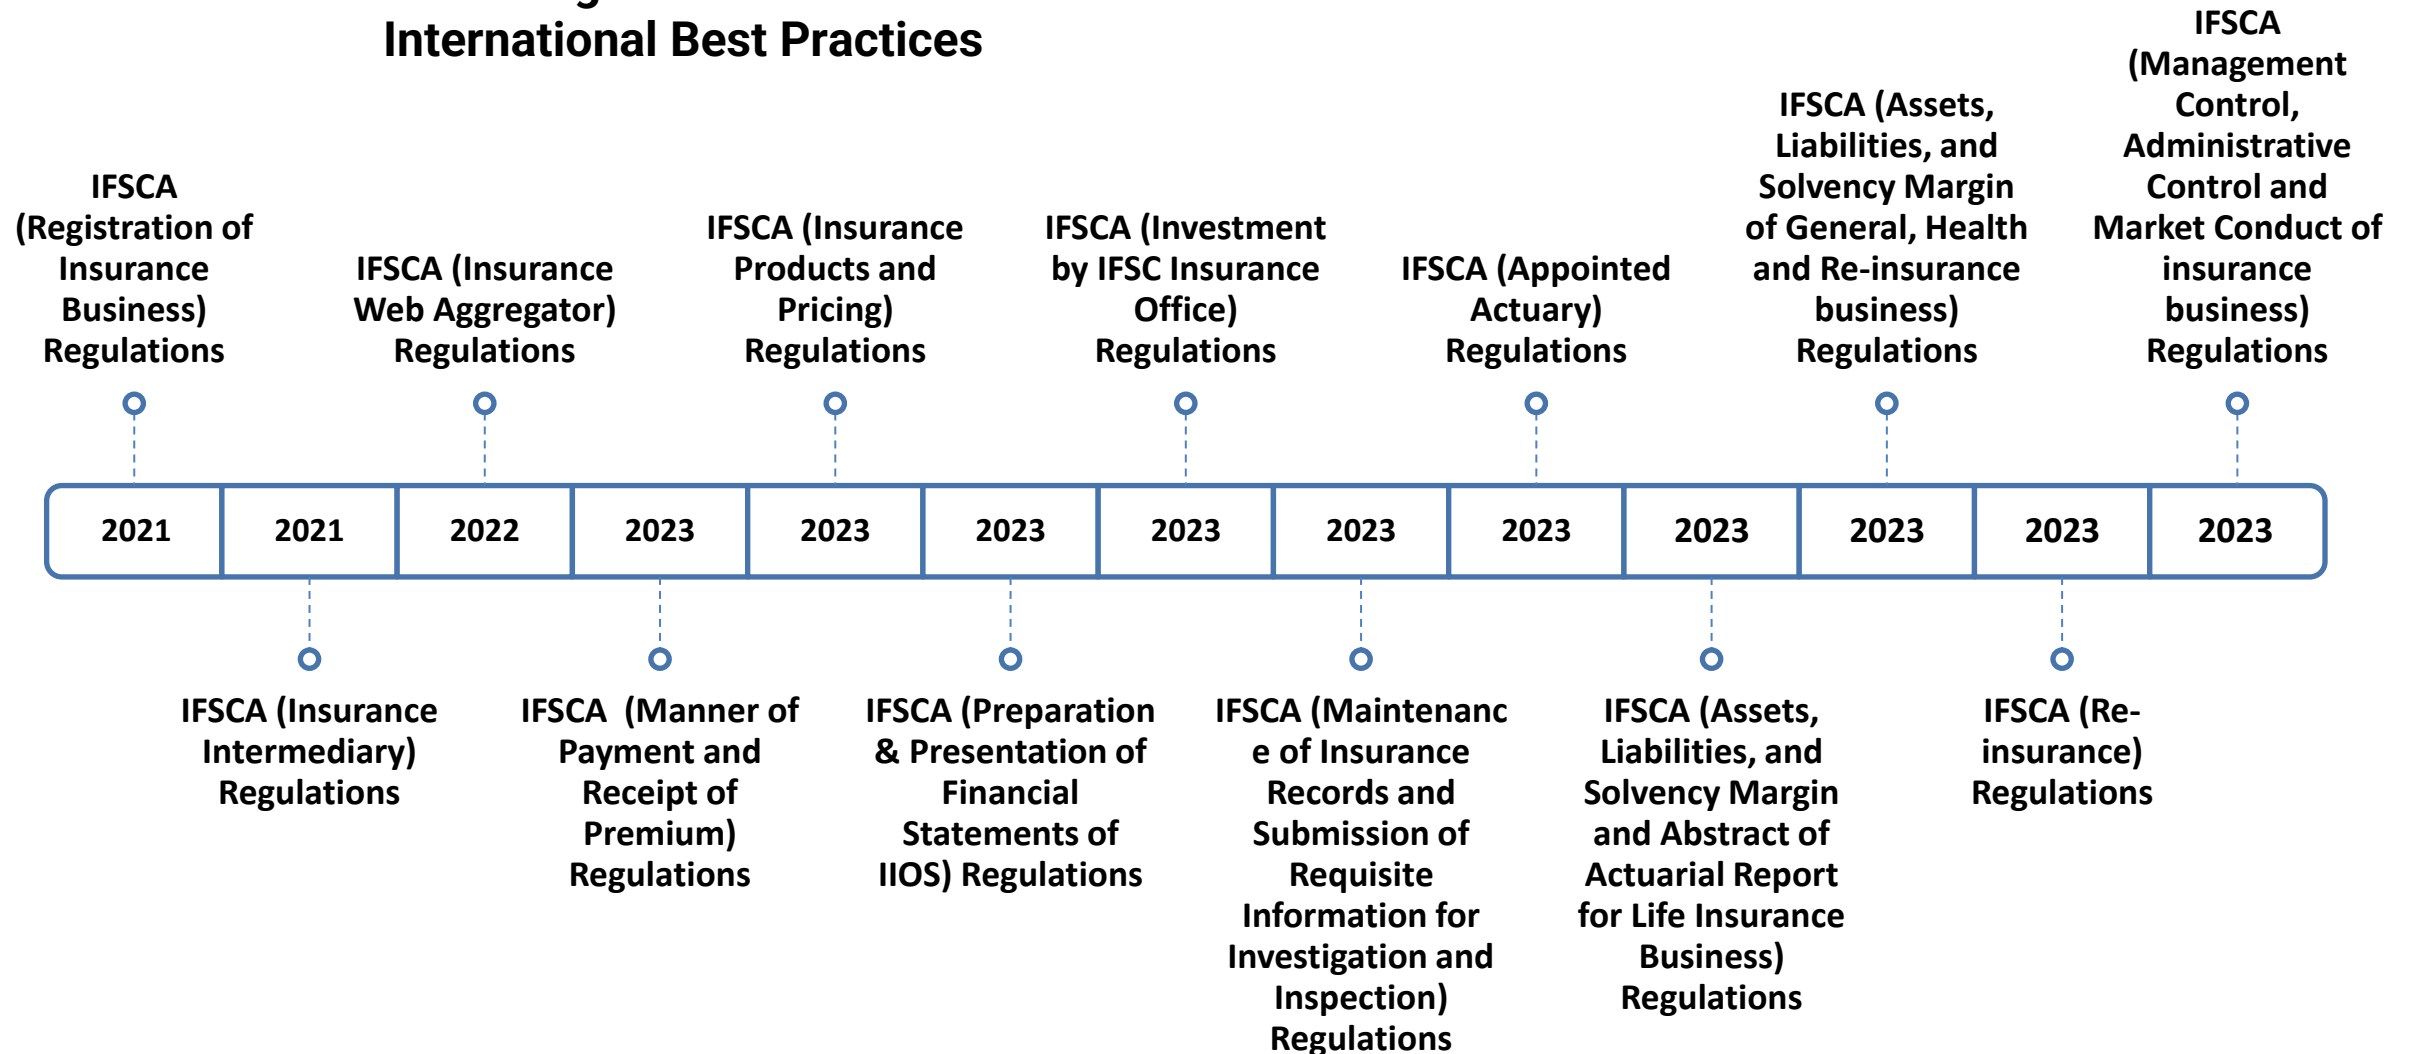 International Best Practices
IFSCA
(Registration of
Insurance
Business)
Regulations
IFSCA (Insurance
Web Aggregator)
Regulations
IFSCA (Insurance
Products and
Pricing)
Regulations
IFSCA (Investment
by IFSC Insurance
Office)
Regulations
IFSCA (Appointed
Actuary)
Regulations
IFSCA (Assets,
Liabilities, and
Solvency Margin
of General, Health
and Re-insurance
business)
Regulations
IFSCA
(Management
Control,
Administrative
Control and
Market Conduct of
insurance
business)
Regulations
2021
2021
2022
2023
2023
2023
2023
2023
2023
2023
2023
2023
2023
IFSCA (Insurance
Intermediary)
Regulations
IFSCA  (Manner of
Payment and
Receipt of
Premium)
Regulations
IFSCA (Preparation
& Presentation of
Financial
Statements of
IIOS) Regulations
IFSCA (Maintenanc
e of Insurance
Records and
Submission of
Requisite
Information for
Investigation and
Inspection)
Regulations
IFSCA (Assets,
Liabilities, and
Solvency Margin
and Abstract of
Actuarial Report
for Life Insurance
Business)
Regulations
IFSCA (Re-
insurance)
Regulations